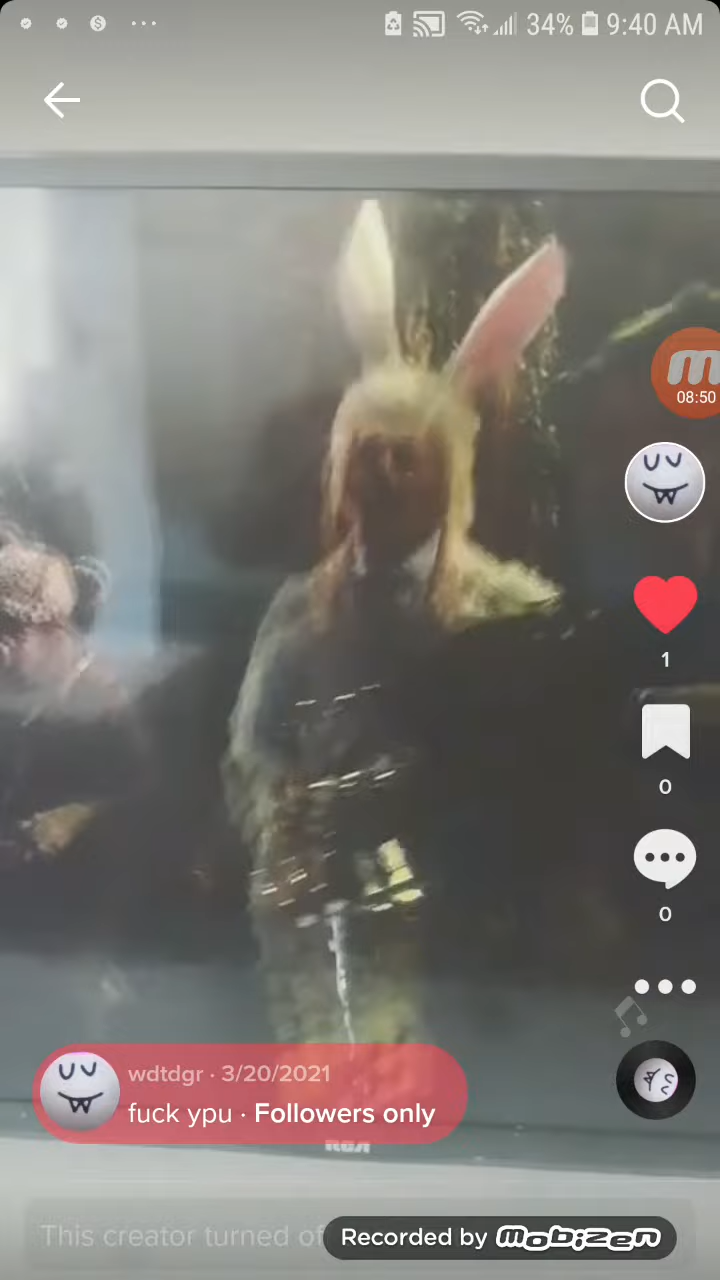 34% 9:40 AM
08:50
1
0
0
wdtdgr · 3/20/2021
fuck ypu · Followers only
RCA
This creator turned of
Recorded by mobizen